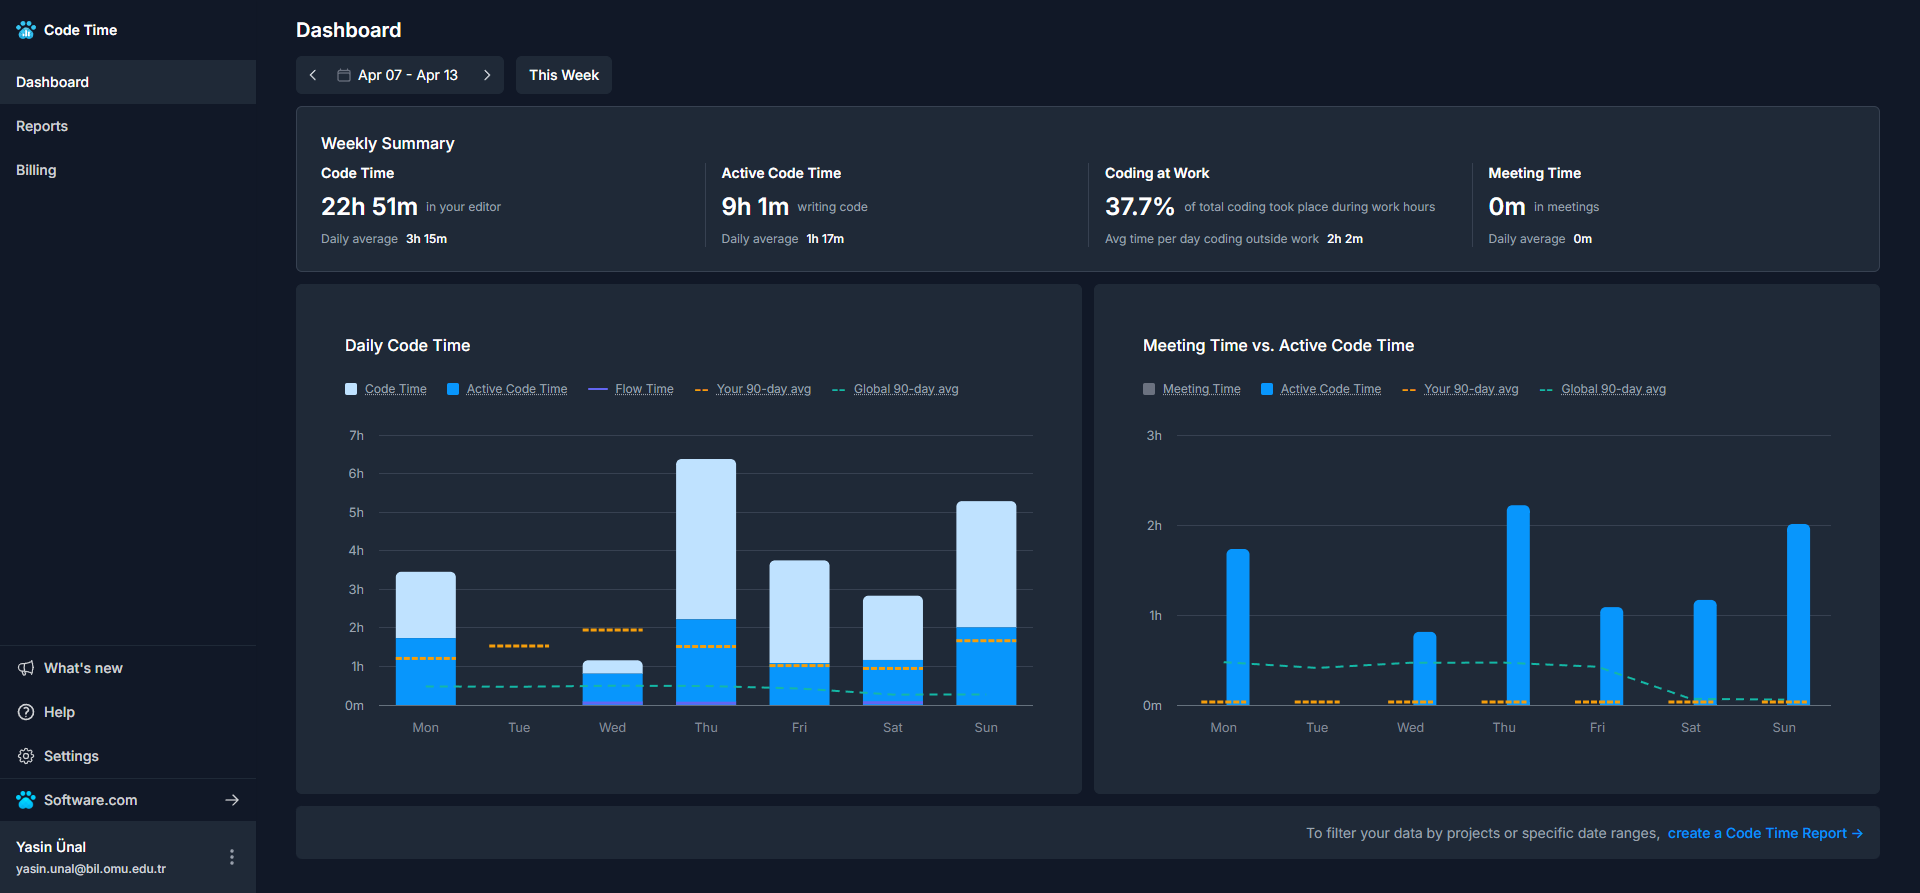 Code Time
Dashboard
Reports
Billing
What's new
Help
Settings
Software.com
Yasin Ünal
yasin.unal@bil.omu.edu.tr
Dashboard
Apr 07 - Apr 13
This Week
Weekly Summary
Code Time
22h 51m in your editor
Daily average 3h 15m
Active Code Time
9h 1m writing code
Daily average 1h 17m
Coding at Work
37.7% of total coding took place during work hours
Avg time per day coding outside work 2h 2m
Meeting Time
0m in meetings
Daily average 0m
Daily Code Time
Code Time Active Code Time Flow Time Your 90-day avg Global 90-day avg
7h
6h
5h
4h
3h
2h
1h
0m
Mon Tue Wed Thu Fri Sat Sun
Meeting Time vs. Active Code Time
Meeting Time Active Code Time Your 90-day avg Global 90-day avg
3h
2h
1h
0m
Mon Tue Wed Thu Fri Sat Sun
To filter your data by projects or specific date ranges, create a Code Time Report →